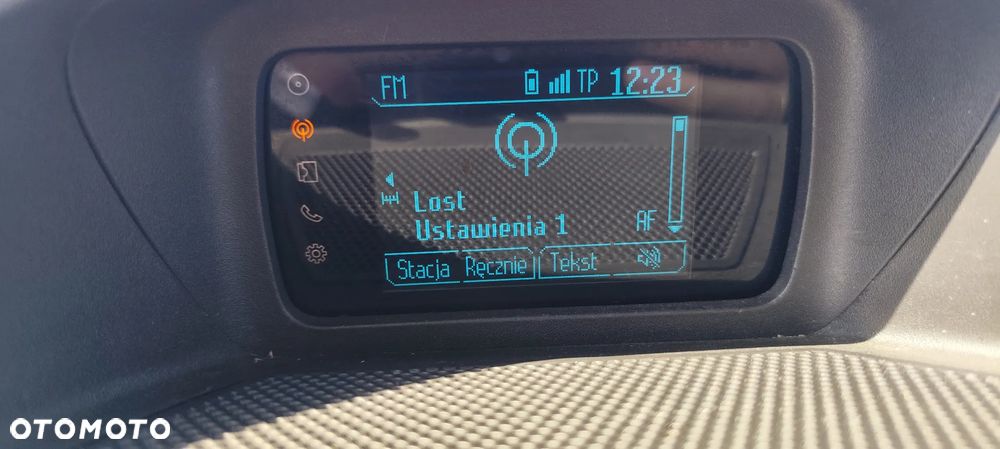 FM TP 12:23
Lost
Ustawienia 1 AF
Stacja Ręcznie Tekst
OTOMOTO